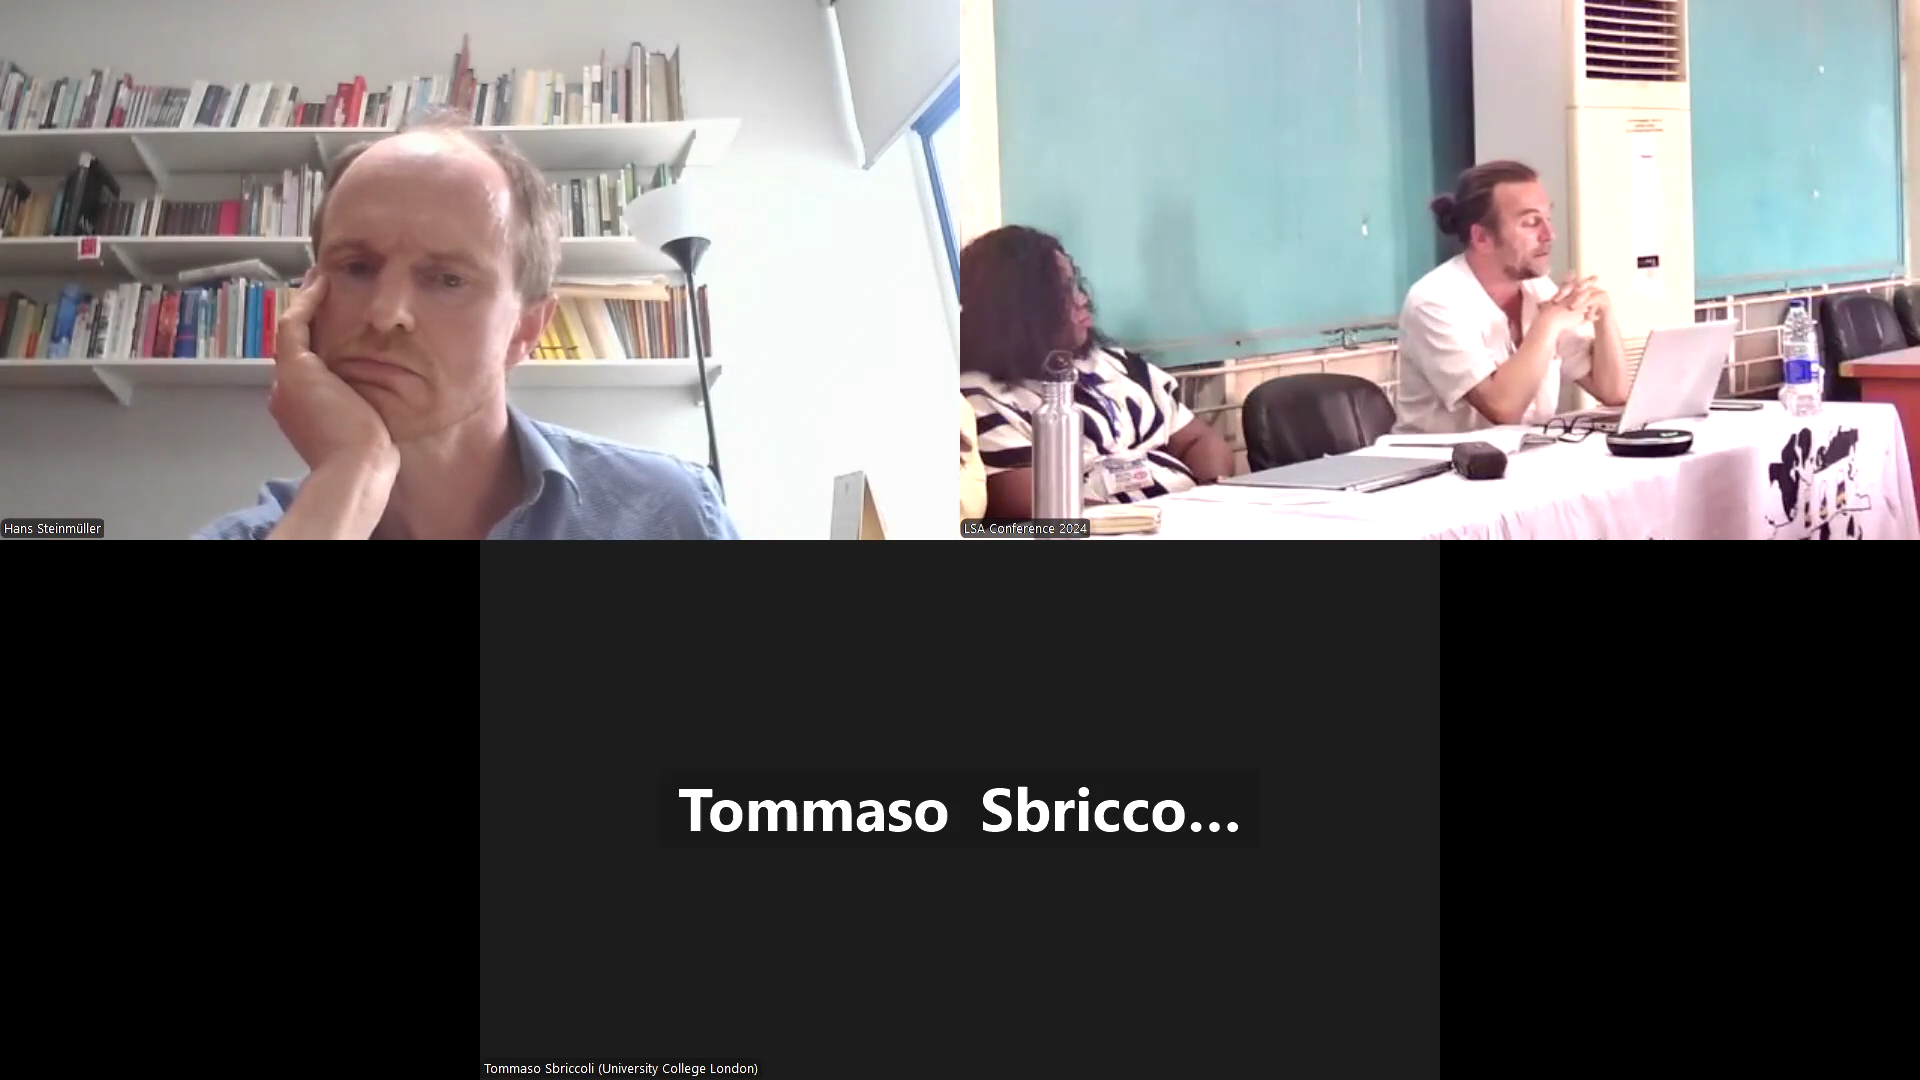 Hans Steinmüller
LSA Conference 2024
Tommaso Sbricco...
Tommaso Sbriccoli (University College London)